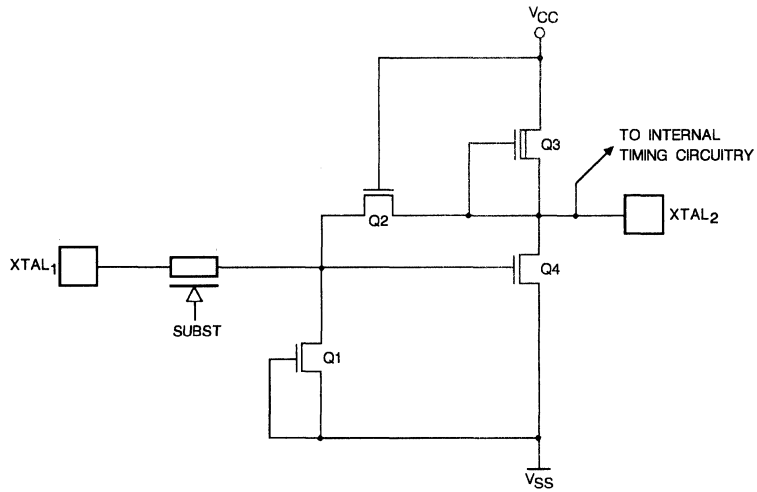 VCC
Q3
TO INTERNAL
TIMING CIRCUITRY
Q2
XTAL2
XTAL1
Q4
SUBST
Q1
VSS